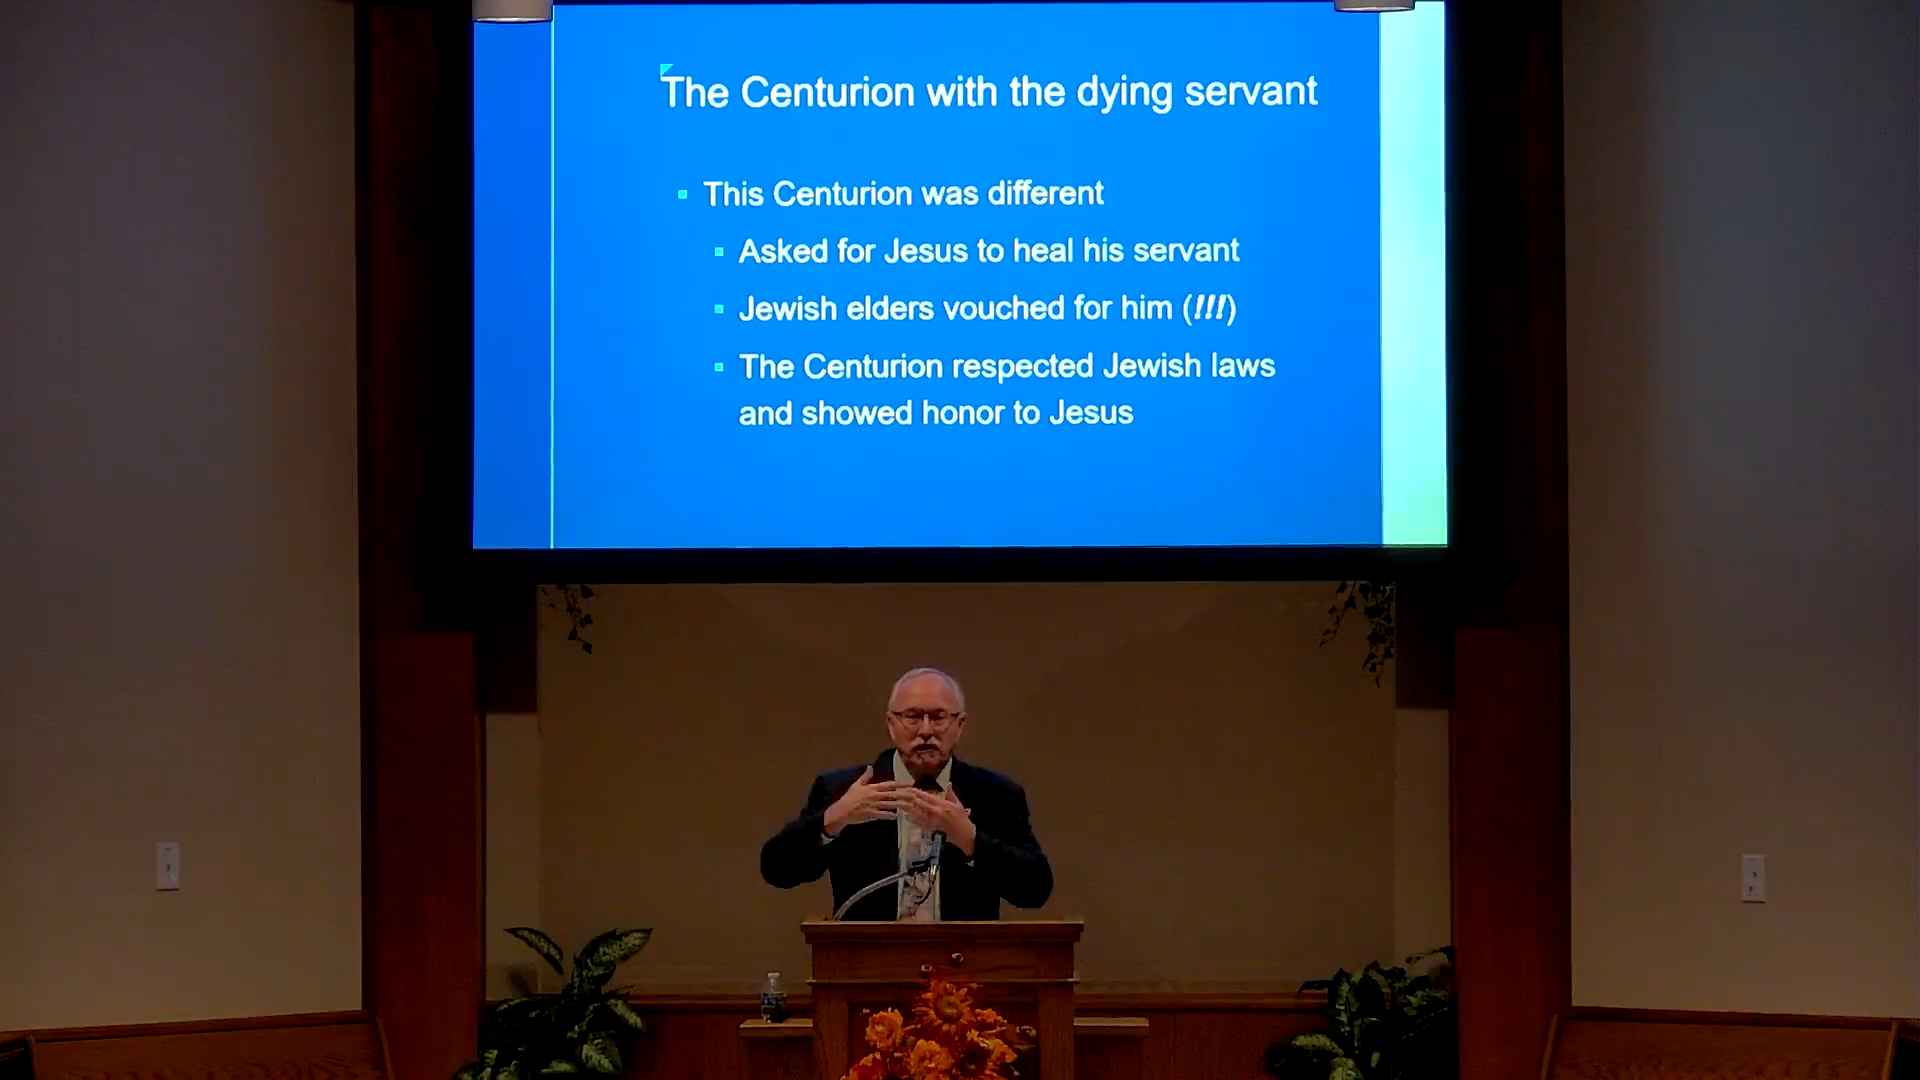 The Centurion with the dying servant
This Centurion was different
Asked for Jesus to heal his servant
Jewish elders vouched for him (!!!)
The Centurion respected Jewish laws
and showed honor to Jesus